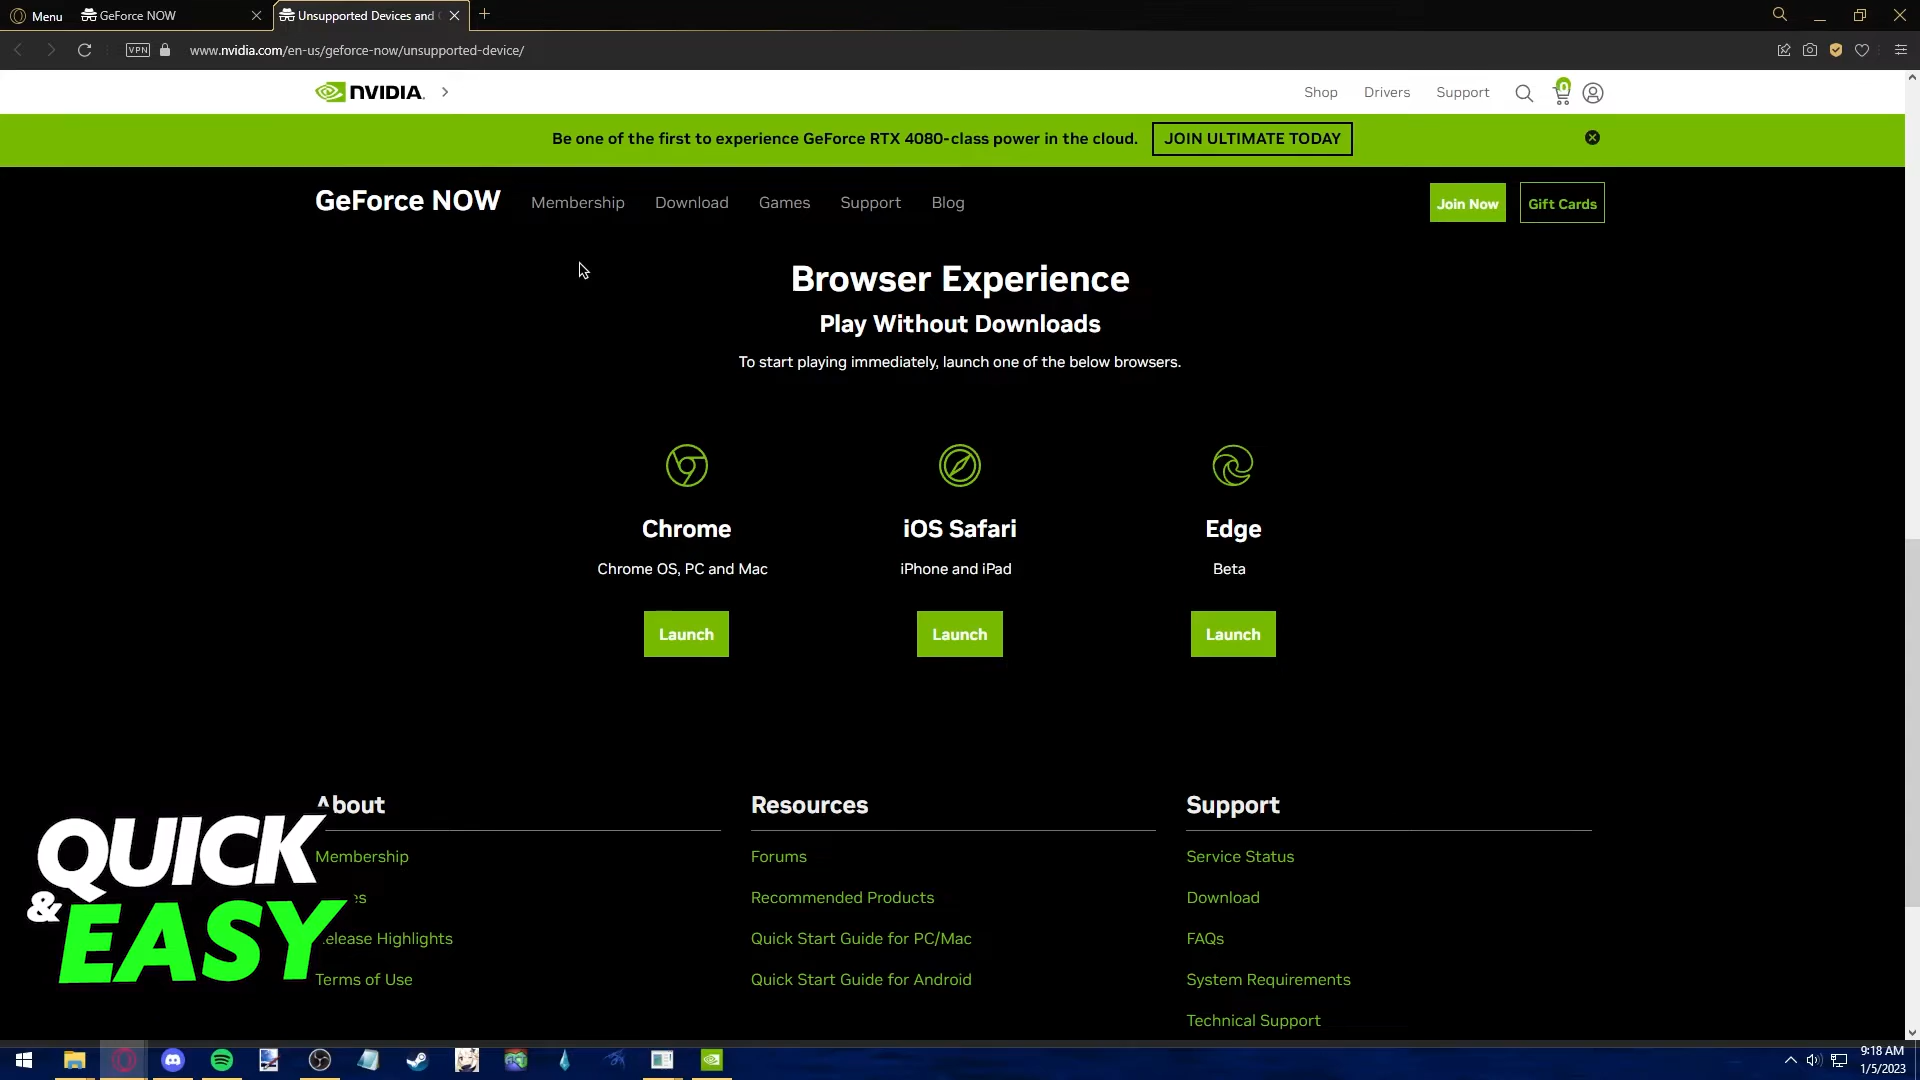 Menu
GeForce NOW
Unsupported Devices and
VPN
www.nvidia.com/en-us/geforce-now/unsupported-device/
NVIDIA.
Shop
Drivers
Support
0
Be one of the first to experience GeForce RTX 4080-class power in the cloud.
JOIN ULTIMATE TODAY
GeForce NOW
Membership
Download
Games
Support
Blog
Join Now
Gift Cards
Browser Experience
Play Without Downloads
To start playing immediately, launch one of the below browsers.
Chrome
iOS Safari
Edge
Chrome OS, PC and Mac
iPhone and iPad
Beta
Launch
Launch
Launch
About
Resources
Support
Membership
Forums
Service Status
Recommended Products
Download
elease Highlights
Quick Start Guide for PC/Mac
FAQs
Terms of Use
Quick Start Guide for Android
System Requirements
Technical Support
QUICK
& EASY
9:18 AM
1/5/2023